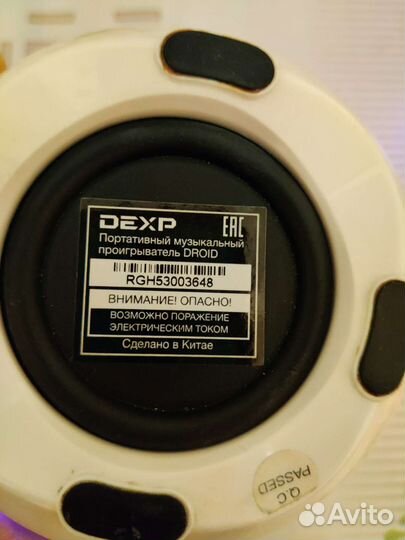 DEXP
EAC
Портативный музыкальный
проигрыватель DROID
RGH53003648
ВНИМАНИЕ! ОПАСНО!
ВОЗМОЖНО ПОРАЖЕНИЕ
ЭЛЕКТРИЧЕСКИМ ТОКОМ
Сделано в Китае
Q.C
PASSED
Avito